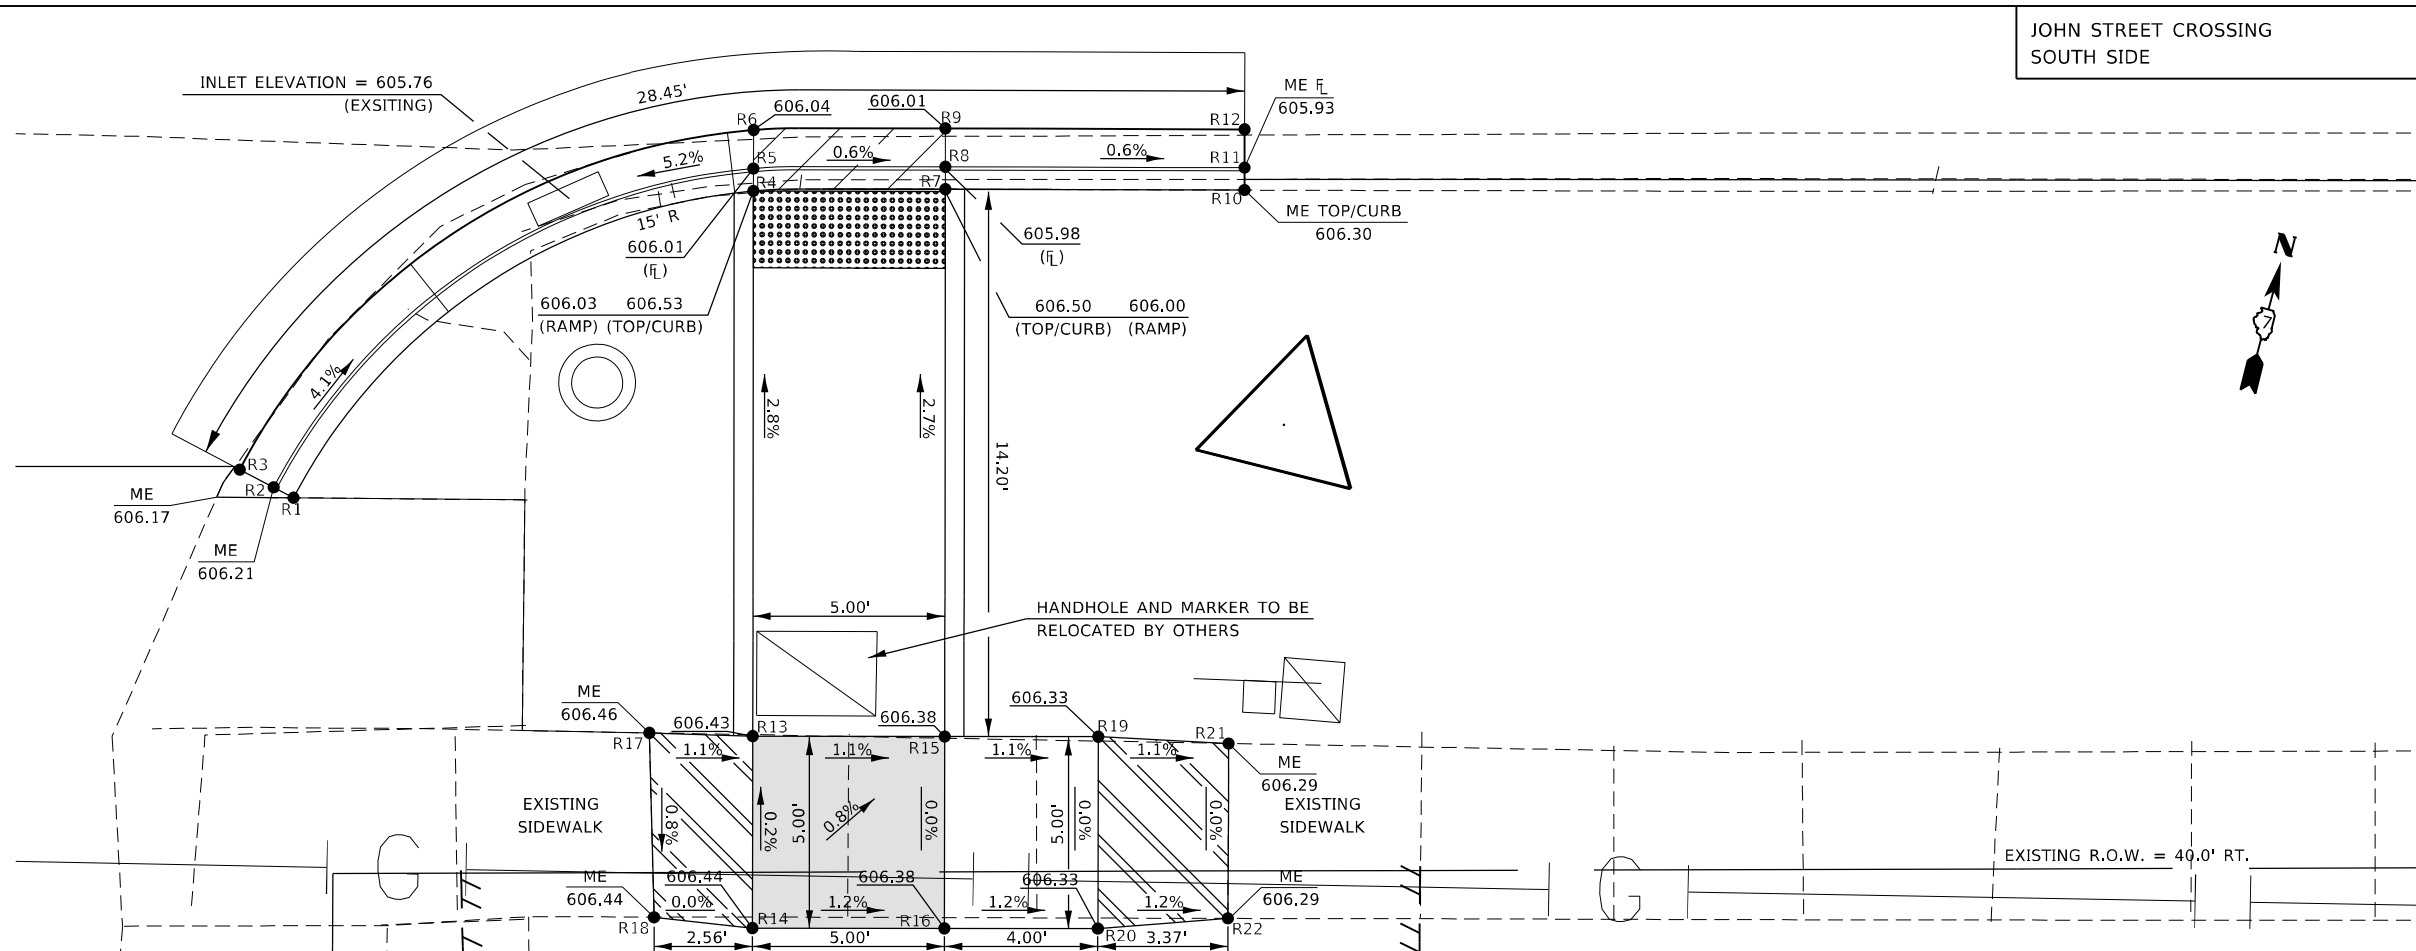 JOHN STREET CROSSING
SOUTH SIDE
INLET ELEVATION = 605.76
(EXSITING)
28.45'
ME FL
605.93
R6
606.04
606.01
R9
R12
5.2%
R5
0.6%
R8
0.6%
R11
R4
R7
R10
15' R
ME TOP/CURB
606.30
606.01
(FL)
605.98
(FL)
606.03 606.53
(RAMP) (TOP/CURB)
606.50 606.00
(TOP/CURB) (RAMP)
N
7
4.1%
2.8%
2.7%
14.20'
R3
R2
R1
ME
606.17
ME
606.21
5.00'
HANDHOLE AND MARKER TO BE
RELOCATED BY OTHERS
ME
606.46
606.43
R13
606.38
606.33
R19
R21
R17
1.1%
1.1%
R15
1.1%
1.1%
ME
606.29
EXISTING
SIDEWALK
0.8%
0.2%
5.00'
0.8%
0.0%
5.00'
0.0%
0.0%
EXISTING
SIDEWALK
G
G
EXISTING R.O.W. = 40.0' RT.
ME
606.44
606.44
606.38
606.33
ME
606.29
0.0%
1.2%
1.2%
1.2%
R18
R14
R16
R20
R22
2.56'
5.00'
4.00'
3.37'